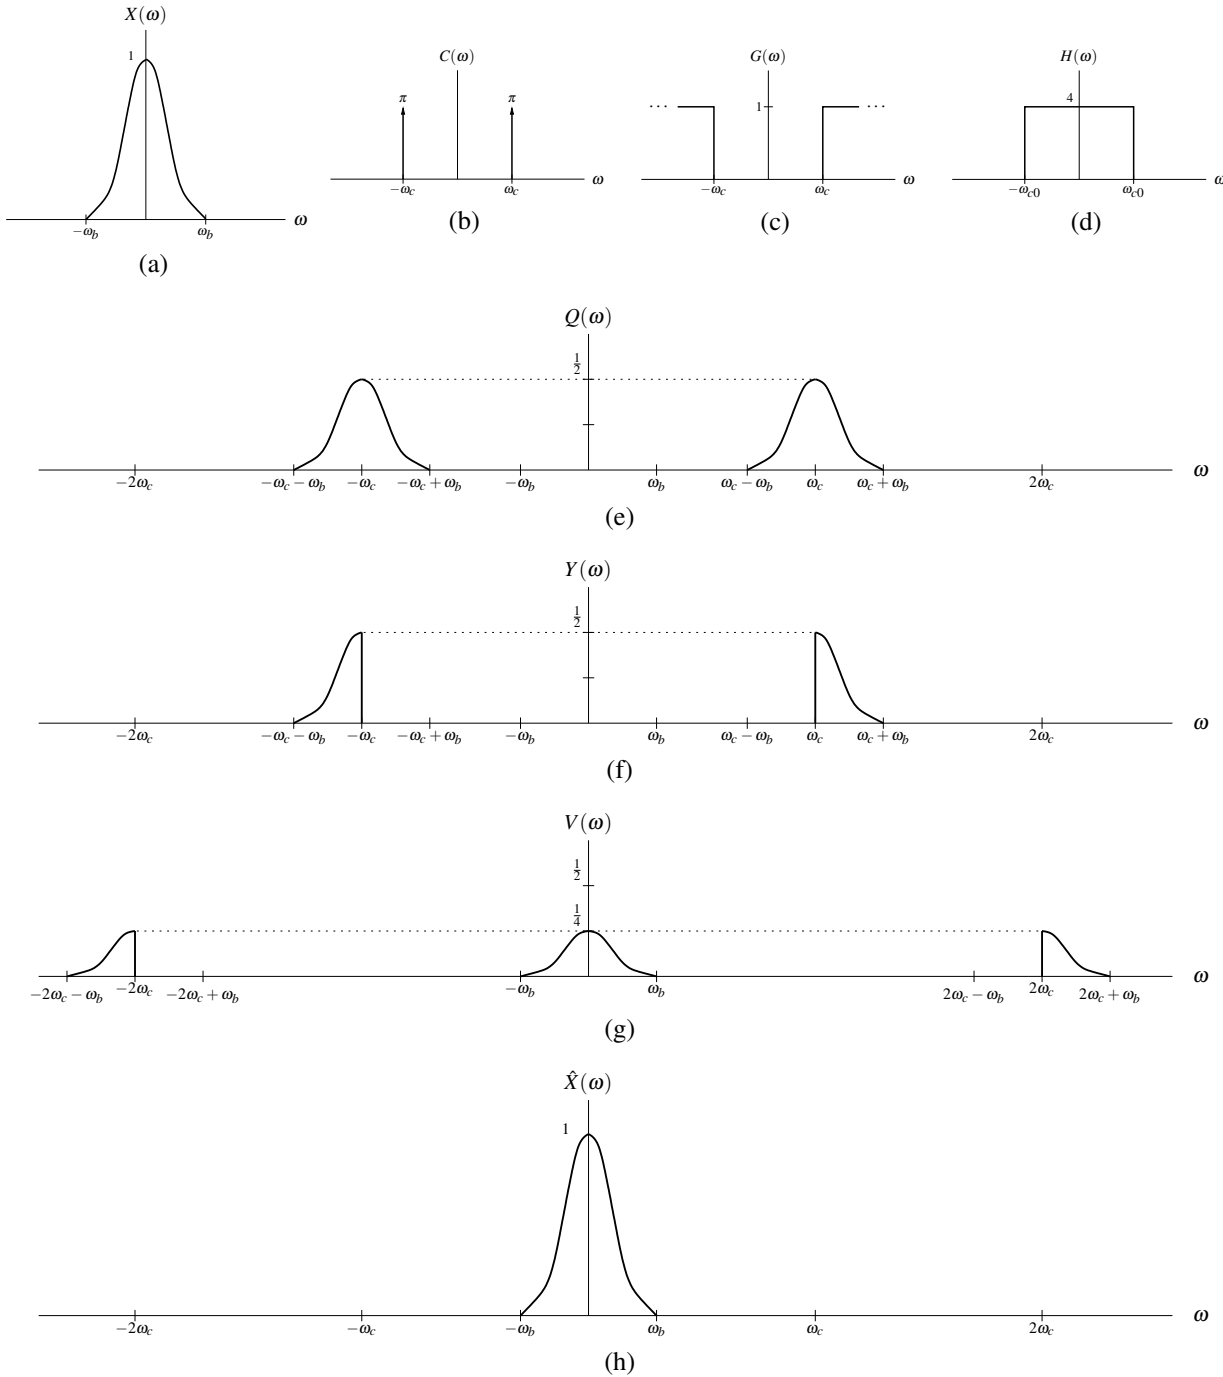 X(ω)
1
−ω_b
ω_b
ω
(a)
C(ω)
π
π
−ω_c
ω_c
ω
(b)
G(ω)
···
1
···
−ω_c
ω_c
ω
(c)
H(ω)
4
−ω_c0
ω_c0
ω
(d)
Q(ω)
1/2
−2ω_c
−ω_c − ω_b
−ω_c
−ω_c + ω_b
−ω_b
ω_b
ω_c − ω_b
ω_c
ω_c + ω_b
2ω_c
ω
(e)
Y(ω)
1/2
−2ω_c
−ω_c − ω_b
−ω_c
−ω_c + ω_b
−ω_b
ω_b
ω_c − ω_b
ω_c
ω_c + ω_b
2ω_c
ω
(f)
V(ω)
1/2
1/4
−2ω_c − ω_b
−2ω_c
−2ω_c + ω_b
−ω_b
ω_b
2ω_c − ω_b
2ω_c
2ω_c + ω_b
ω
(g)
X̂(ω)
1
−2ω_c
−ω_c
−ω_b
ω_b
ω_c
2ω_c
ω
(h)